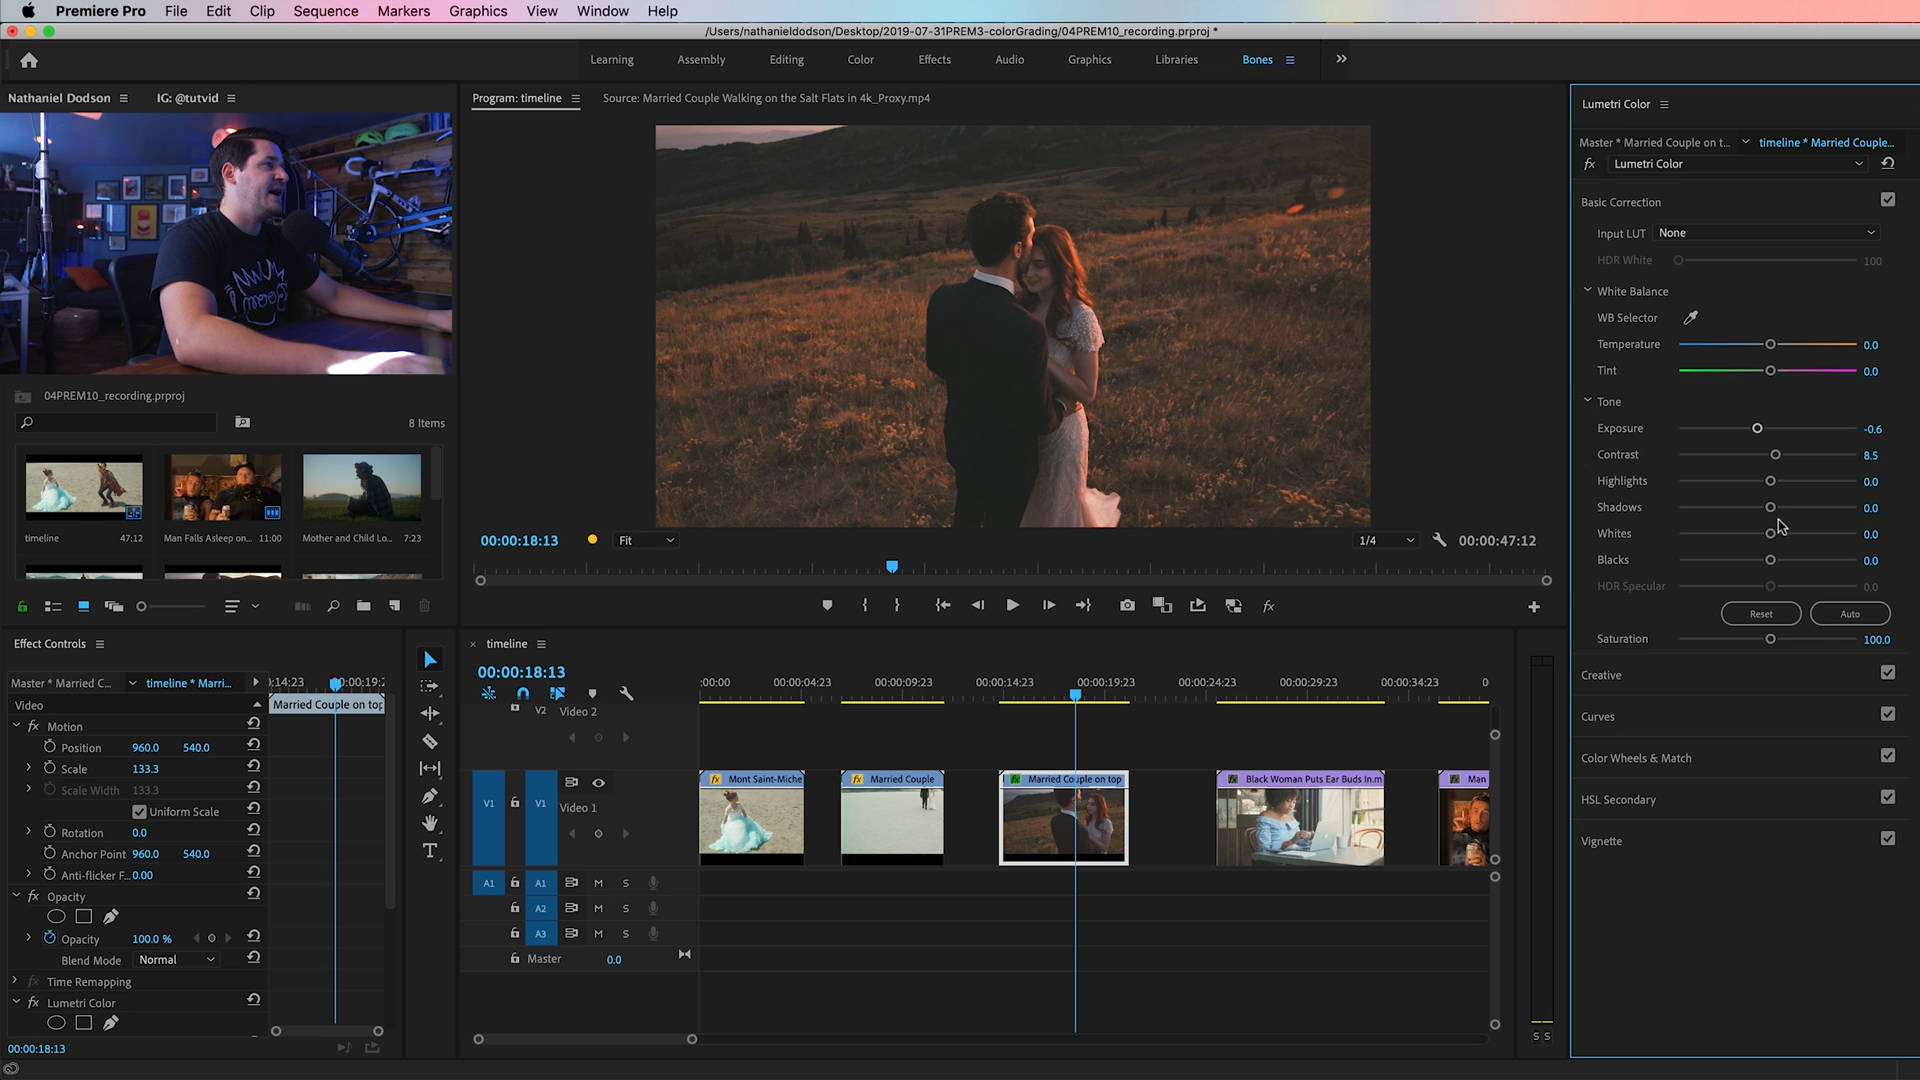 Premiere Pro File Edit Clip Sequence Markers Graphics View Window Help
/Users/nathanieldodson/Desktop/2019-07-31PREM3-colorGrading/04PREM10_recording.prproj *
Learning Assembly Editing Color Effects Audio Graphics Libraries Bones
Nathaniel Dodson IG: @tutvid
Program: timeline Source: Married Couple Walking on the Salt Flats in 4k_Proxy.mp4
04PREM10_recording.prproj
8 Items
timeline 47:12 Man Falls Asleep on... 11:00 Mother and Child Lo... 7:23
00:00:18:13 Fit 1/4 00:00:47:12
Lumetri Color
Master * Married Couple on t... timeline * Married Couple...
fx Lumetri Color
Basic Correction
Input LUT None
HDR White 100
White Balance
WB Selector
Temperature 0.0
Tint 0.0
Tone
Exposure -0.6
Contrast 8.5
Highlights 0.0
Shadows 0.0
Whites 0.0
Blacks 0.0
HDR Specular 0.0
Reset Auto
Saturation 100.0
Creative
Curves
Color Wheels & Match
HSL Secondary
Vignette
fx
Effect Controls
Master * Married C... timeline * Marri...
):14:23 00:00:19:2
Video Married Couple on top
fx Motion
Position 960.0 540.0
Scale 133.3
Scale Width 133.3
Uniform Scale
Rotation 0.0
Anchor Point 960.0 540.0
Anti-flicker F... 0.00
fx Opacity
Opacity 100.0 %
Blend Mode Normal
fx Time Remapping
fx Lumetri Color
00:00:18:13
T
timeline
00:00:18:13
:00:00 00:00:04:23 00:00:09:23 00:00:14:23 00:00:19:23 00:00:24:23 00:00:29:23 00:00:34:23 0
V2 Video 2
V1 V1 Video 1
fx Mont Saint-Miche fx Married Couple fx Married Couple on top fx Black Woman Puts Ear Buds In.m fx Man
A1 A1 M S
A2 M S
A3 M S
Master 0.0
S S